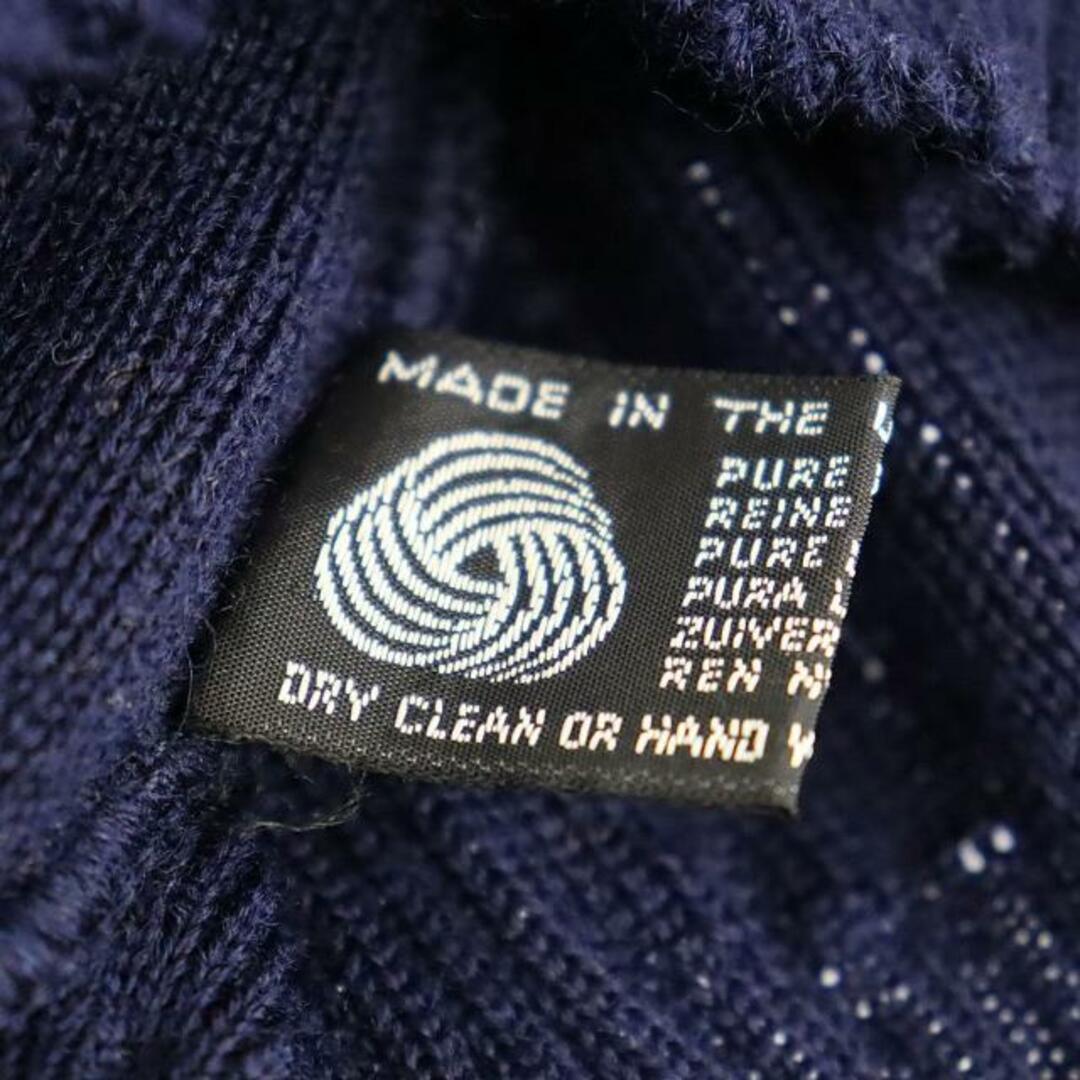 MADE IN THE
PURE
REINE
PURE
PURA
ZUIVER
REN
DRY CLEAN OR HAND